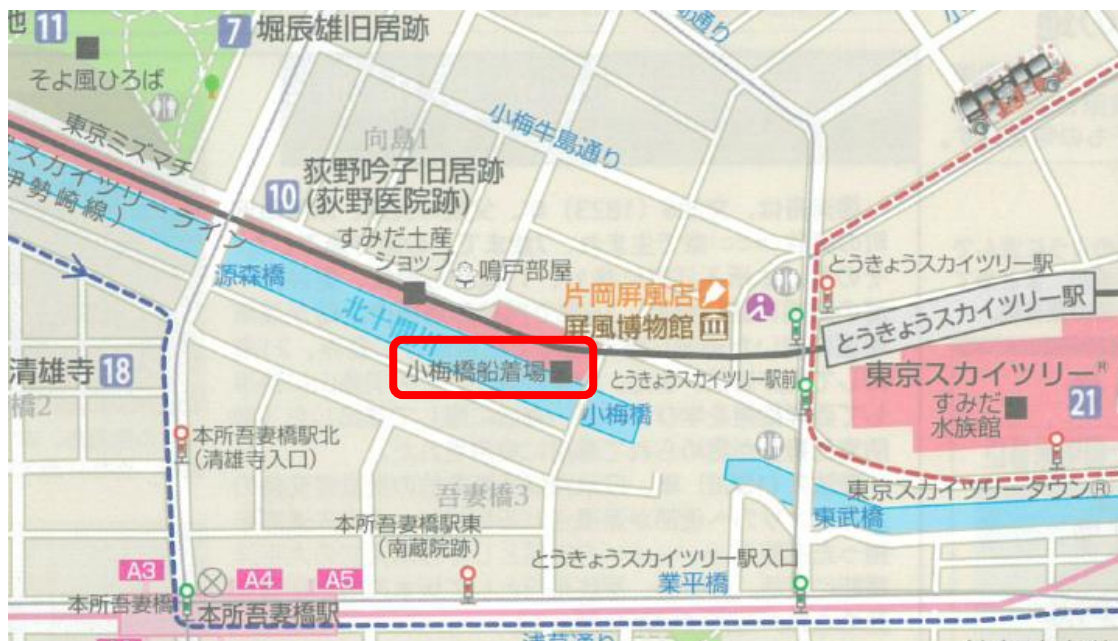 11
7 堀辰雄旧居跡
そよ風ひろば
東京ミズマチ
スカイツリーライン
伊勢崎線）
向島1
小梅牛島通り
10 荻野吟子旧居跡
(荻野医院跡)
すみだ土産
ショップ
鳴戸部屋
源森橋
北十間川
片岡屏風店
屏風博物館
とうきょうスカイツリー駅
とうきょうスカイツリー駅
小梅橋船着場
とうきょうスカイツリー駅前
小梅橋
東京スカイツリー®
すみだ
水族館
21
清雄寺 18
橋2
本所吾妻橋駅北
(清雄寺入口)
吾妻橋3
東京スカイツリータウン®
東武橋
本所吾妻橋駅東
(南蔵院跡)
とうきょうスカイツリー駅入口
業平橋
A3
A4
A5
本所吾妻橋
本所吾妻橋駅
浅草通り